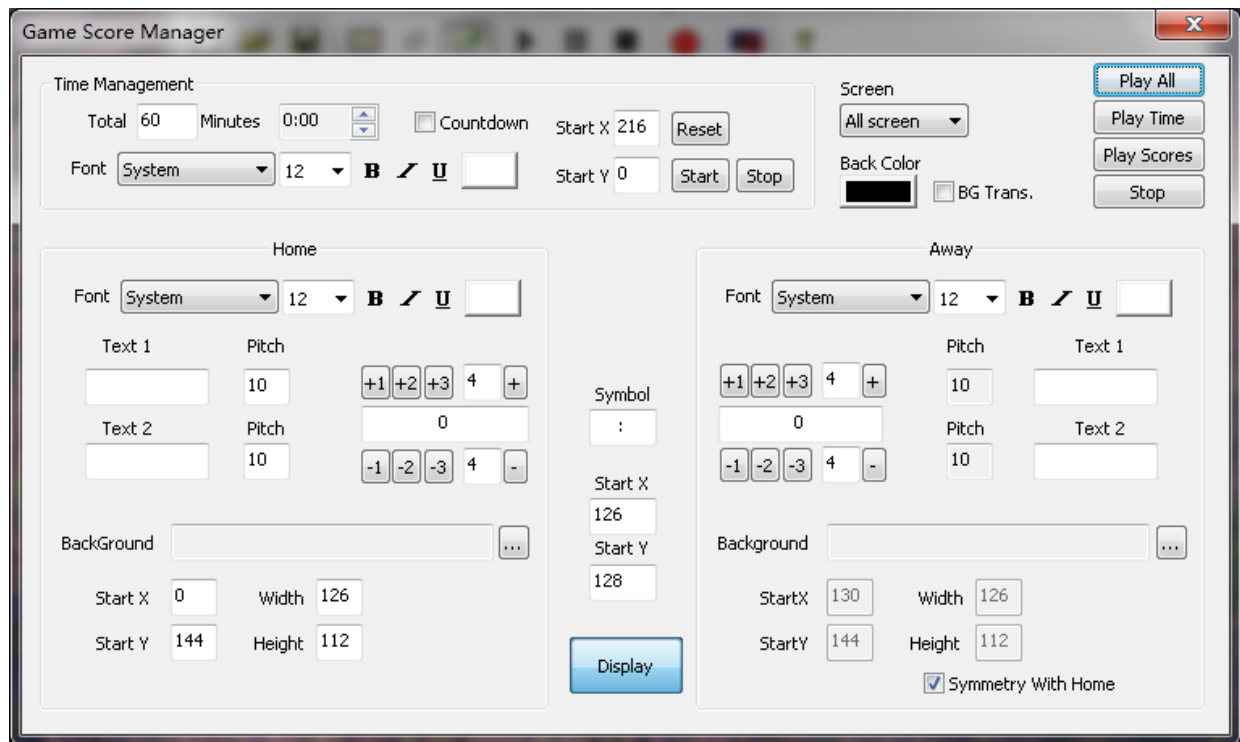 Game Score Manager
Time Management
Total 60 Minutes 0:00 Countdown Start X 216 Reset
Font System 12 B I U Start Y 0 Start Stop
Screen
All screen
Back Color
BG Trans.
Play All
Play Time
Play Scores
Stop
Home
Font System 12 B I U
Text 1 Pitch
10 +1 +2 +3 4 +
Text 2 Pitch 0
10 -1 -2 -3 4 -
BackGround ...
Start X 0 Width 126
Start Y 144 Height 112
Symbol
:
Start X
126
Start Y
128
Display
Away
Font System 12 B I U
Pitch Text 1
+1 +2 +3 4 + 10
0 Pitch Text 2
-1 -2 -3 4 - 10
Background ...
StartX 130 Width 126
StartY 144 Height 112
Symmetry With Home